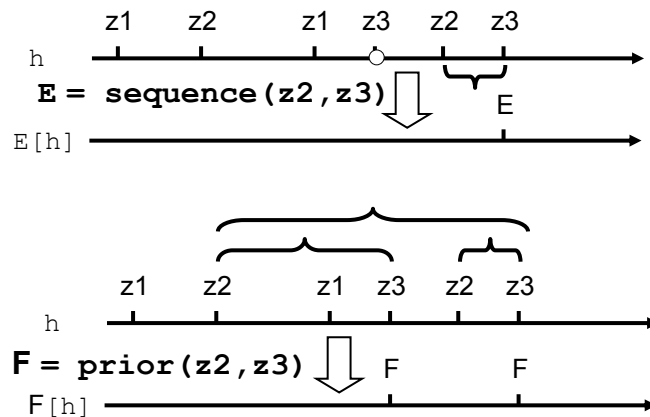 z1 z2 z1 z3 z2 z3
h
E = sequence(z2,z3)
E
E[h]
z1 z2 z1 z3 z2 z3
h
F = prior(z2,z3)
F F
F[h]